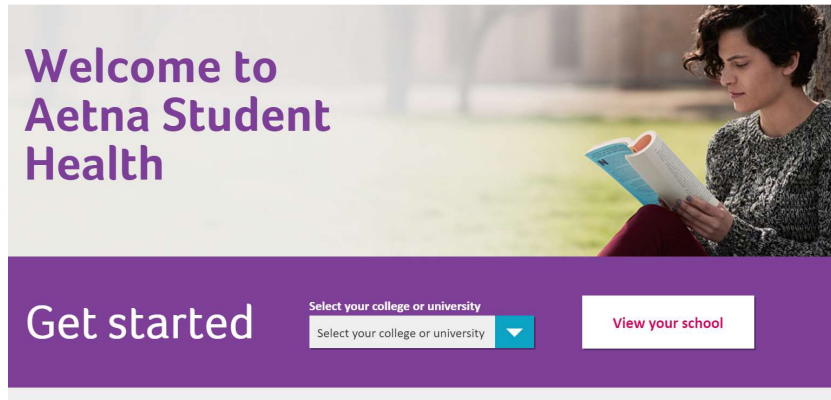 Welcome to
Aetna Student
Health
Get started
Select your college or university
Select your college or university
View your school